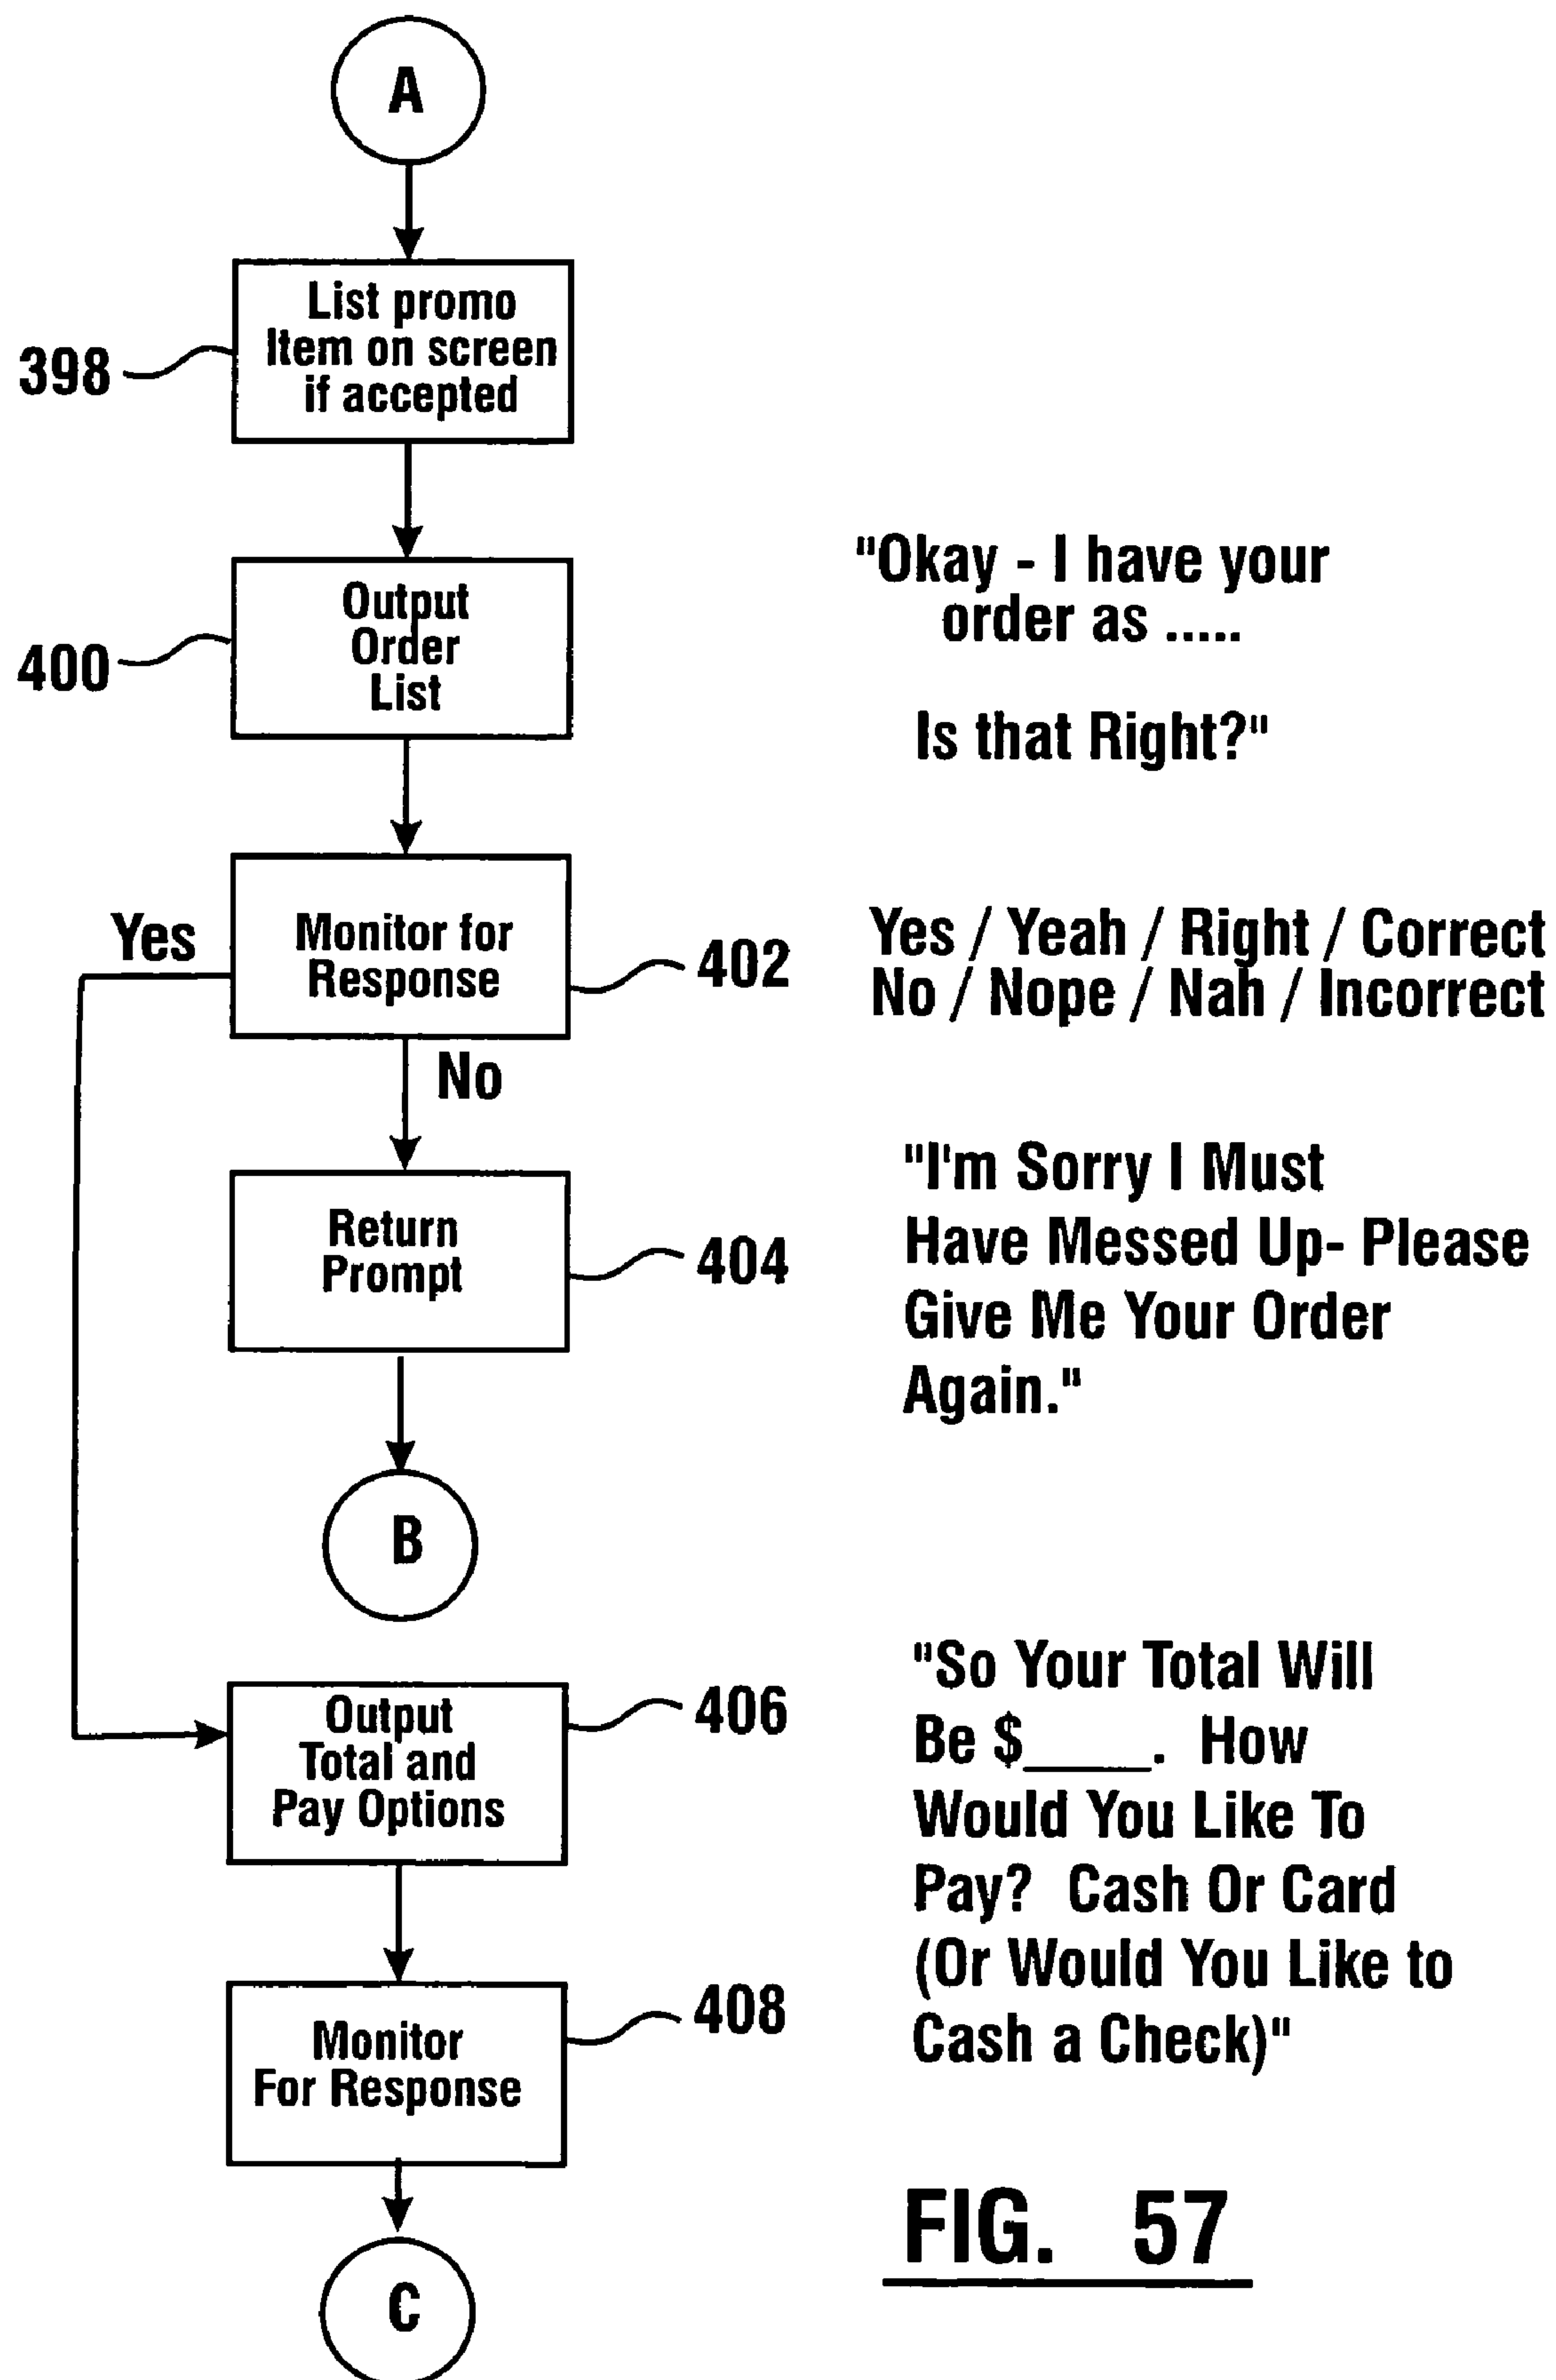 A
List promo
Item on screen
if accepted
398
Output
Order
List
400
"Okay - I have your
order as .....
Is that Right?"
Yes
Monitor for
Response
402
Yes / Yeah / Right / Correct
No / Nope / Nah / Incorrect
No
Return
Prompt
404
"I'm Sorry I Must
Have Messed Up- Please
Give Me Your Order
Again."
B
Output
Total and
Pay Options
406
"So Your Total Will
Be $_____. How
Would You Like To
Pay? Cash Or Card
(Or Would You Like to
Cash a Check)"
Monitor
For Response
408
C
FIG. 57